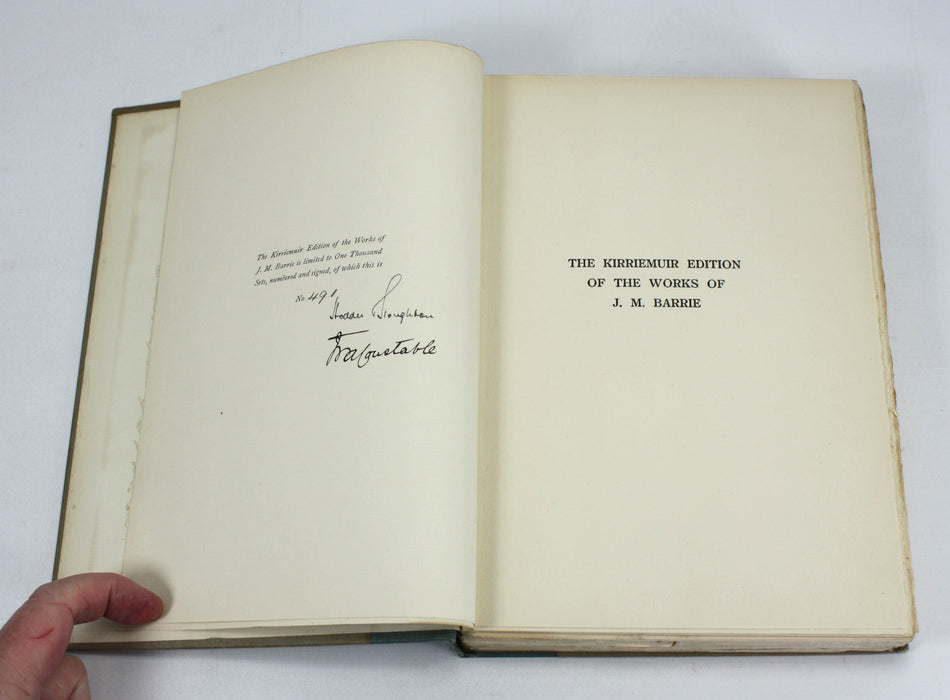 The Kirriemuir Edition of the Works of
J. M. Barrie is limited to One Thousand
Sets, numbered and signed, of which this is
No. 491
Hodder Stoughton
Constable
THE KIRRIEMUIR EDITION
OF THE WORKS OF
J. M. BARRIE